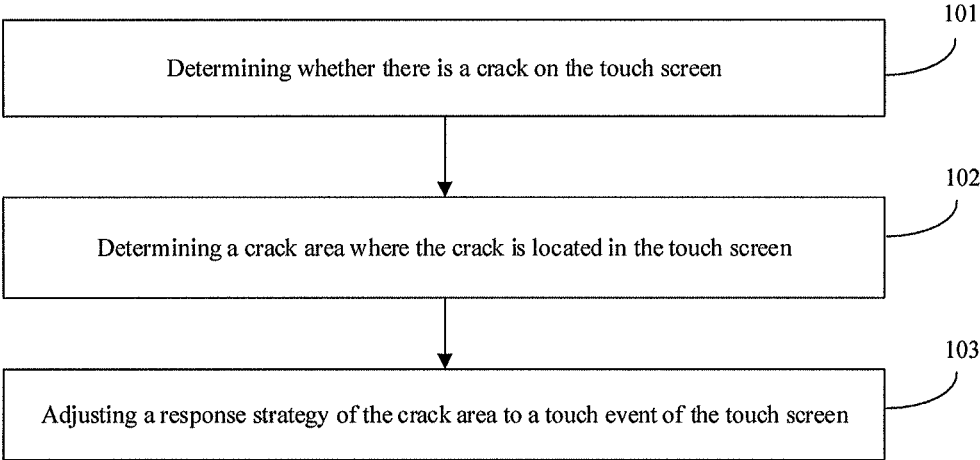 101
Determining whether there is a crack on the touch screen
102
Determining a crack area where the crack is located in the touch screen
103
Adjusting a response strategy of the crack area to a touch event of the touch screen